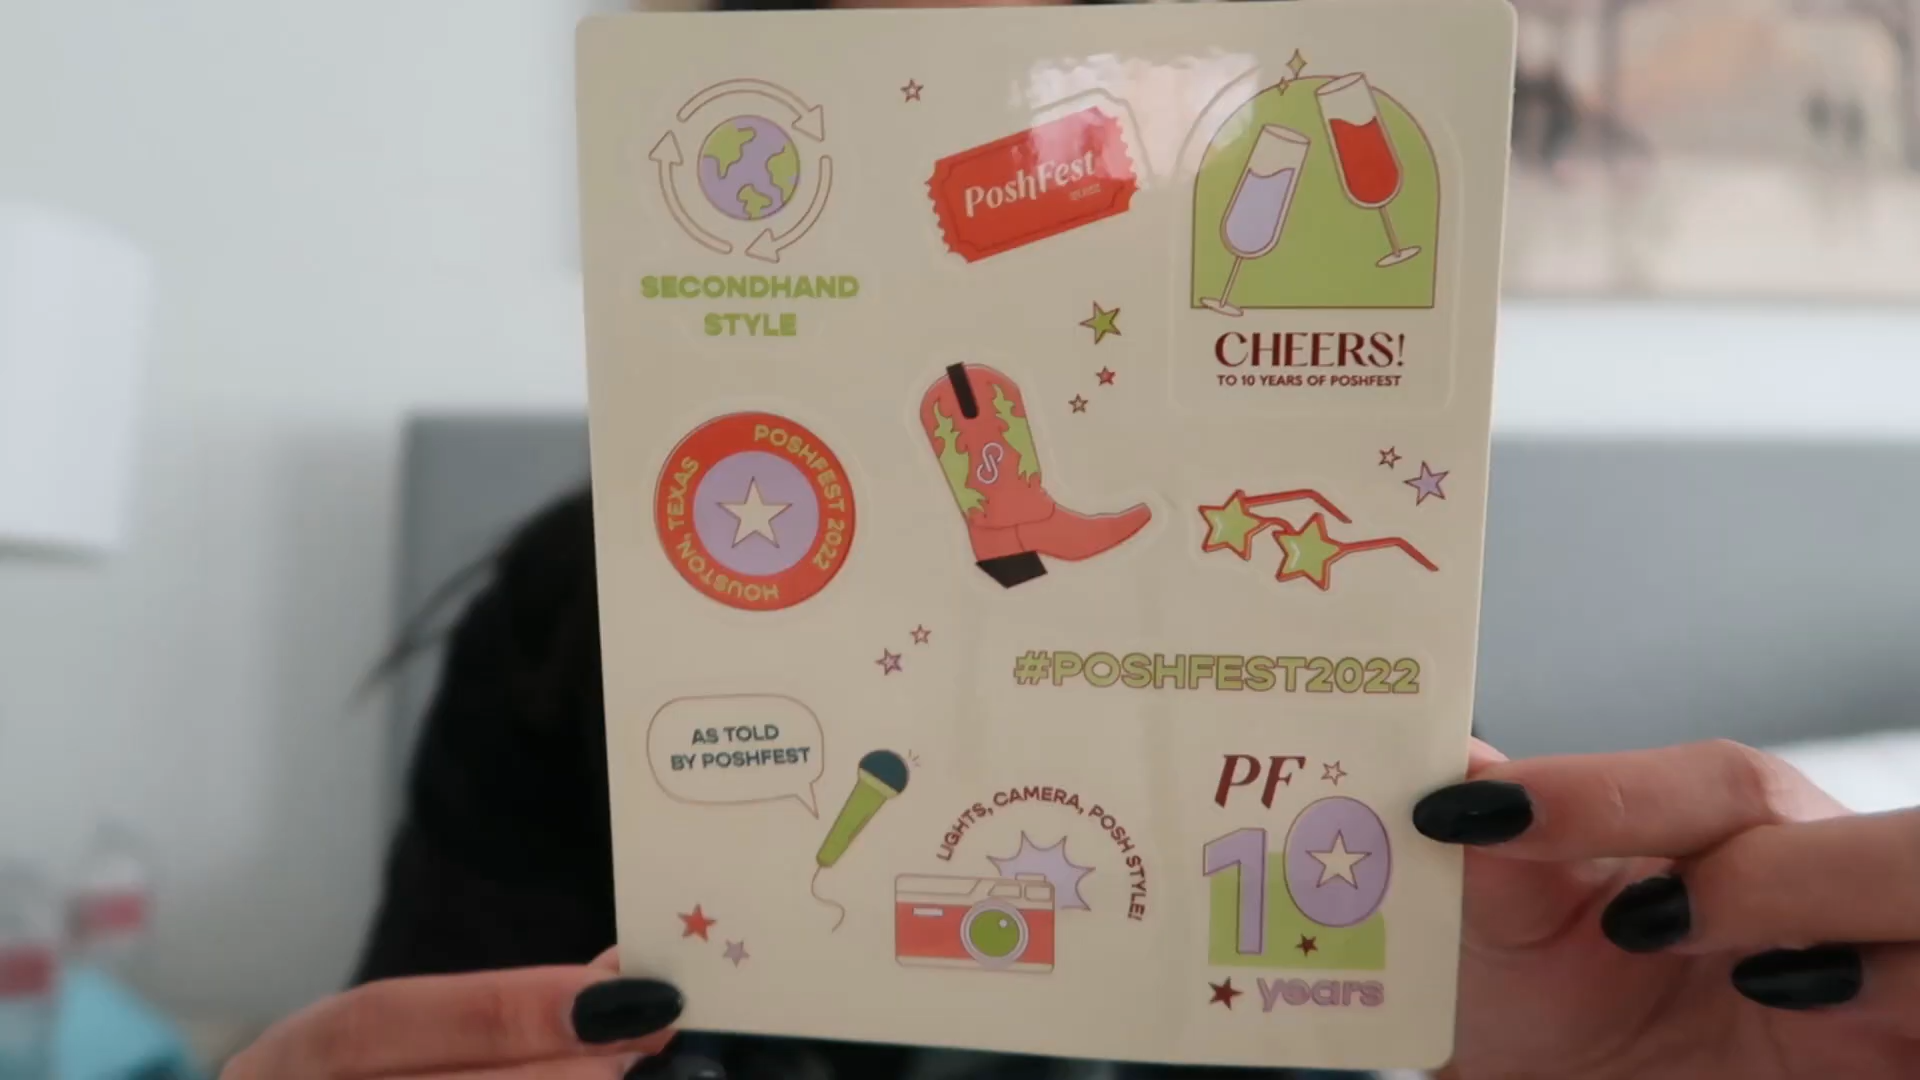 SECONDHAND
STYLE
PoshFest
CHEERS!
TO 10 YEARS OF POSHFEST
POSHFEST 2022
HOUSTON, TEXAS
#POSHFEST2022
AS TOLD
BY POSHFEST
LIGHTS, CAMERA, POSH STYLE!
PF
10
years